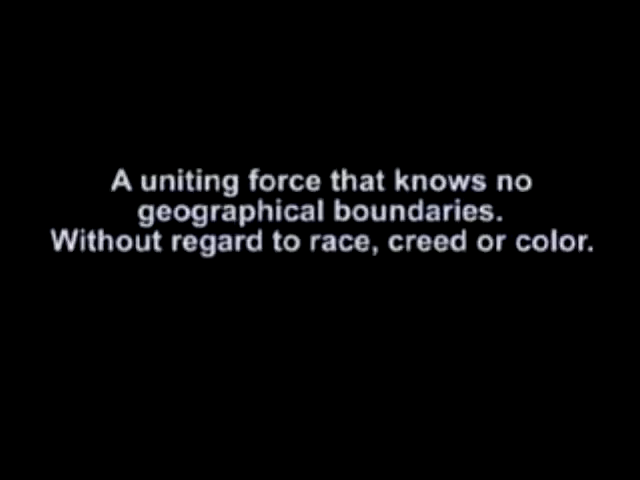 A uniting force that knows no
geographical boundaries.
Without regard to race, creed or color.